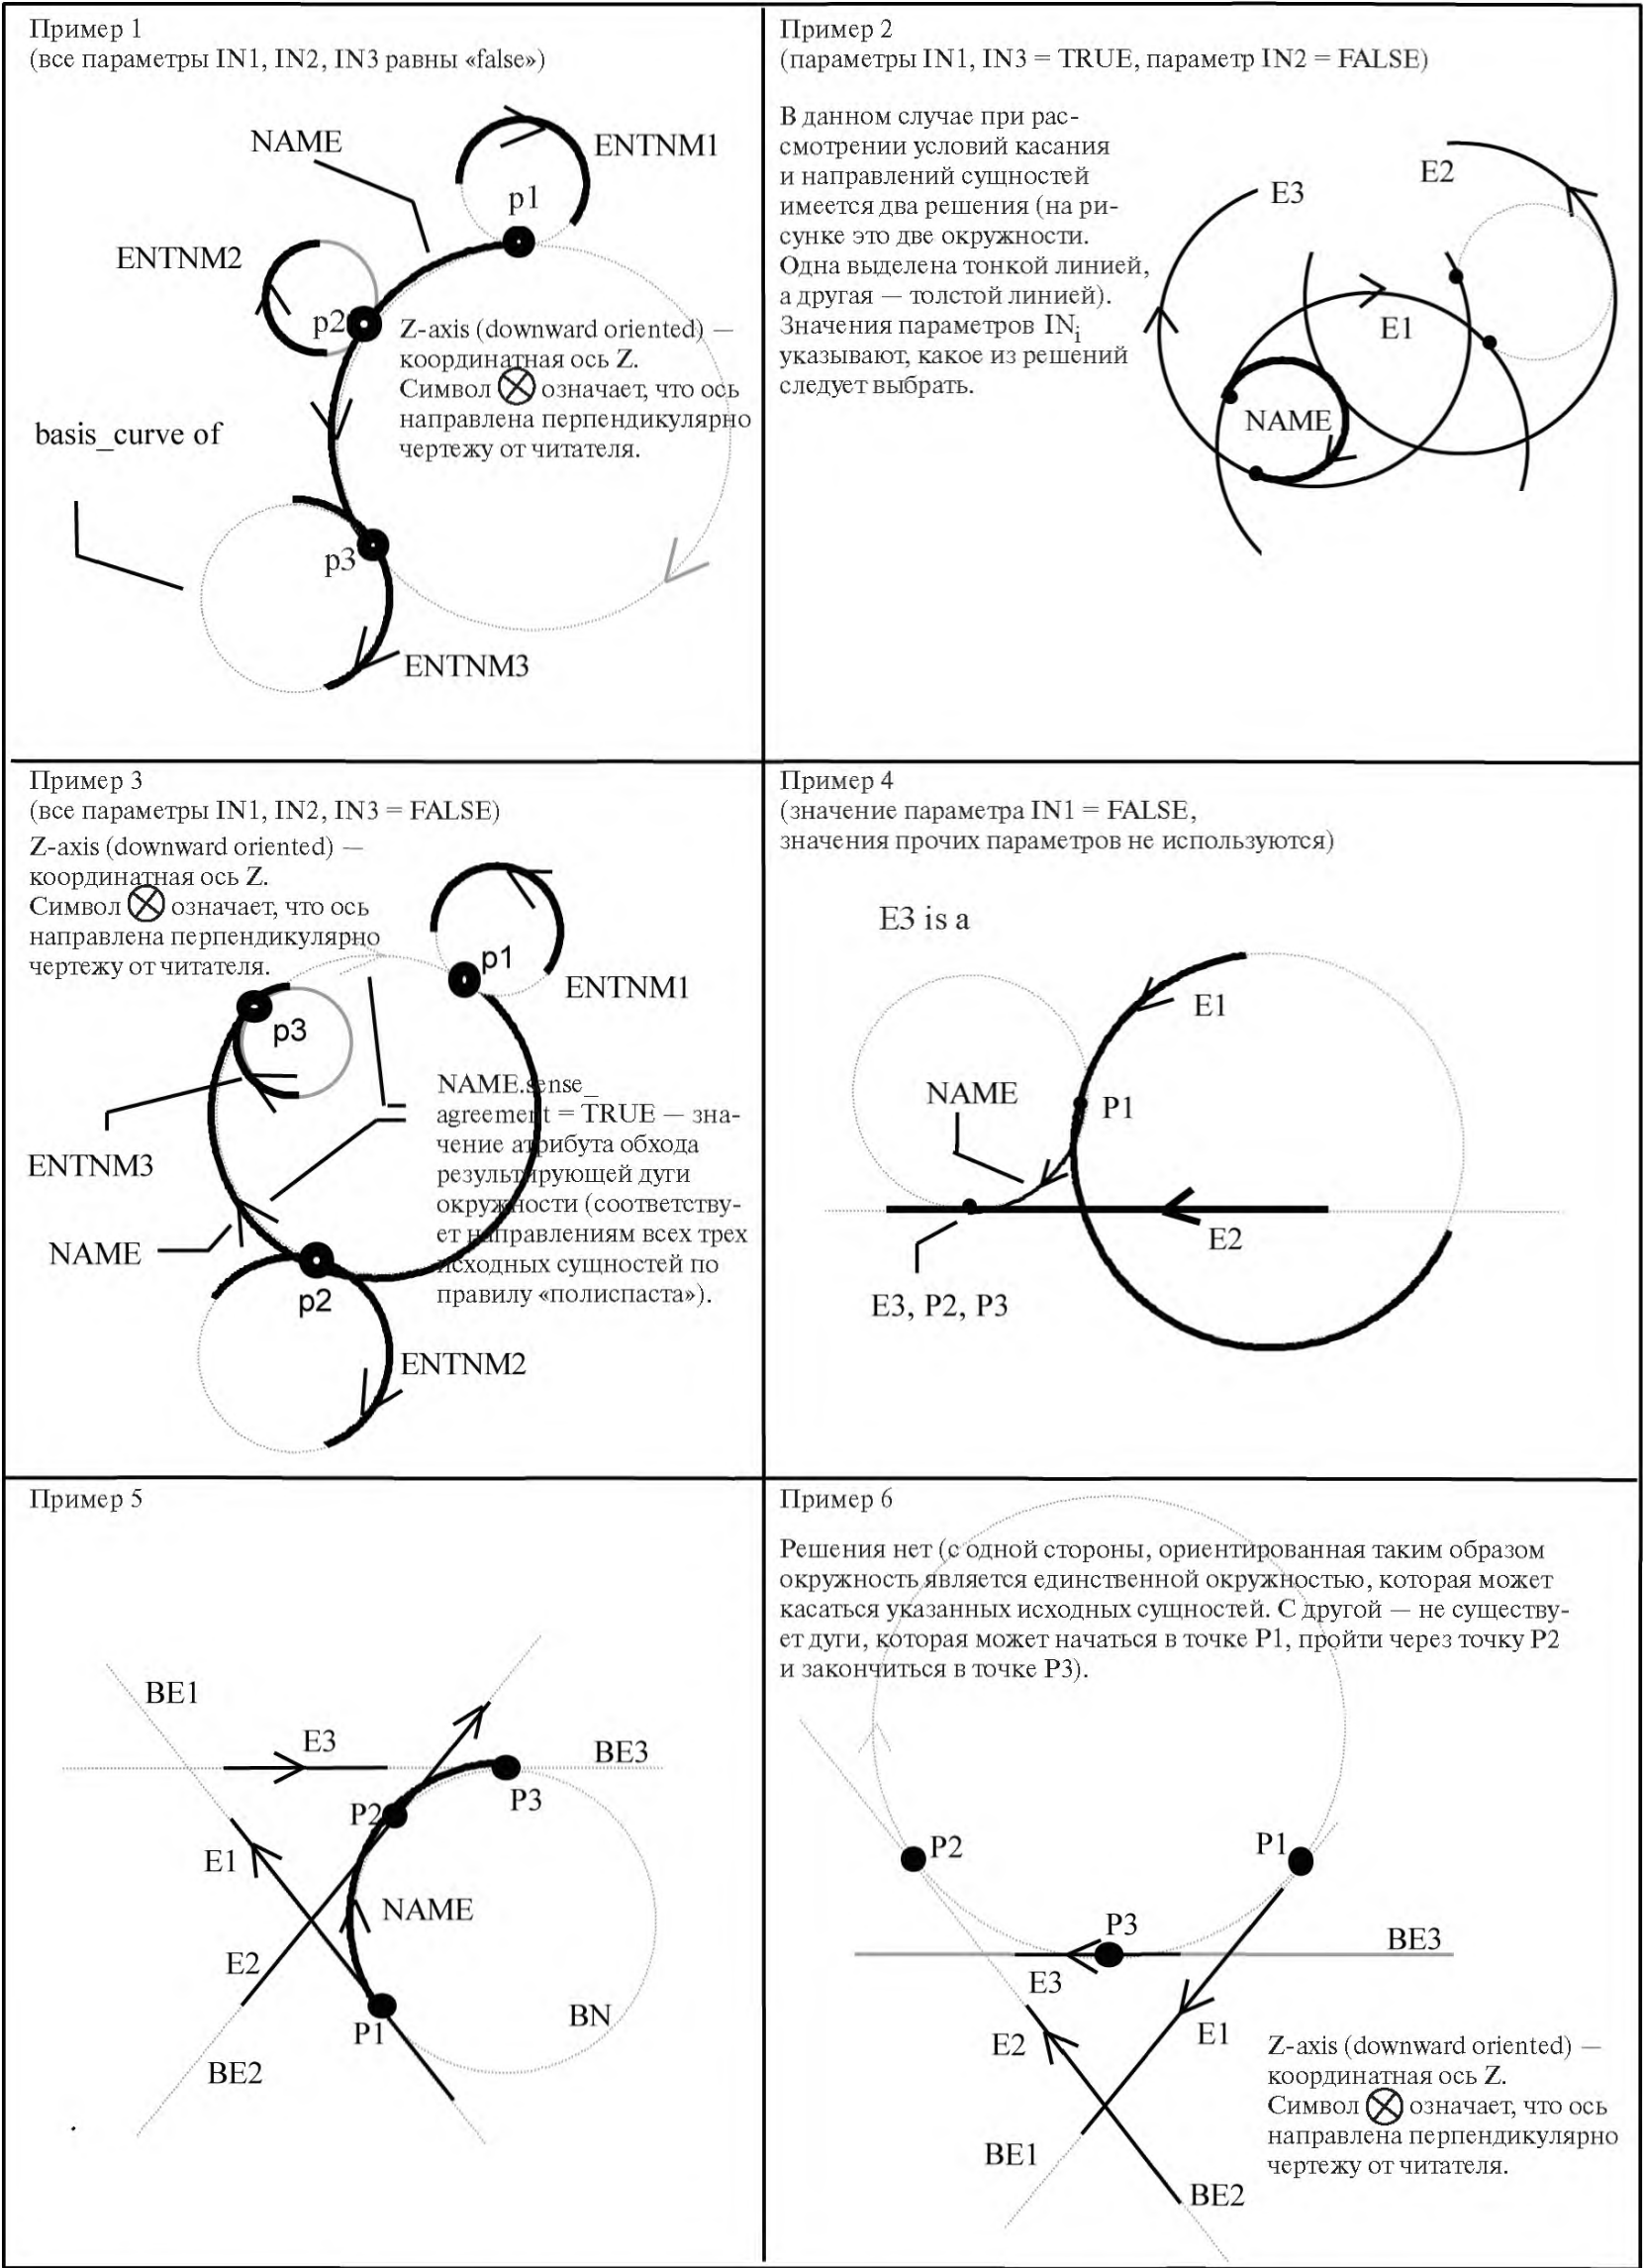 Пример 1
(все параметры IN1, IN2, IN3 равны «false»)
NAME
ENTNM1
p1
ENTNM2
p2
Z-axis (downward oriented) —
координатная ось Z.
Символ означает, что ось
направлена перпендикулярно
чертежу от читателя.
basis_curve of
p3
ENTNM3
Пример 2
(параметры IN1, IN3 = TRUE, параметр IN2 = FALSE)
В данном случае при рас-
смотрении условий касания
и направлений сущностей
имеется два решения (на ри-
сунке это две окружности.
Одна выделена тонкой линией,
а другая — толстой линией).
Значения параметров INi
указывают, какое из решений
следует выбрать.
E2
E3
E1
NAME
Пример 3
(все параметры IN1, IN2, IN3 = FALSE)
Z-axis (downward oriented) —
координатная ось Z.
Символ означает, что ось
направлена перпендикулярно
чертежу от читателя.
p1
ENTNM1
p3
NAME.sense_
agreement = TRUE — зна-
чение атрибута обхода
результирующей дуги
окружности (соответству-
ет направлениям всех трех
исходных сущностей по
правилу «полиспаста»).
ENTNM3
NAME
p2
ENTNM2
Пример 4
(значение параметра IN1 = FALSE,
значения прочих параметров не используются)
E3 is a
E1
NAME
P1
E2
E3, P2, P3
Пример 5
BE1
E3
BE3
P3
P2
E1
NAME
E2
BN
P1
BE2
Пример 6
Решения нет (с одной стороны, ориентированная таким образом
окружность является единственной окружностью, которая может
касаться указанных исходных сущностей. С другой — не существу-
ет дуги, которая может начаться в точке P1, пройти через точку P2
и закончиться в точке P3).
P2
P1
P3
BE3
E3
E2
E1
Z-axis (downward oriented) —
координатная ось Z.
Символ означает, что ось
направлена перпендикулярно
чертежу от читателя.
BE1
BE2